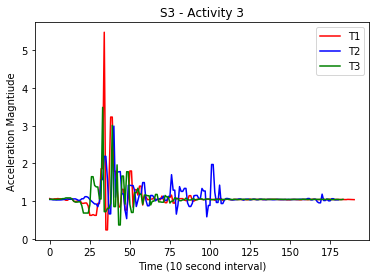 S3 - Activity 3
T1
T2
T3
Acceleration Magntiude
5
4
3
2
1
0
0 25 50 75 100 125 150 175
Time (10 second interval)